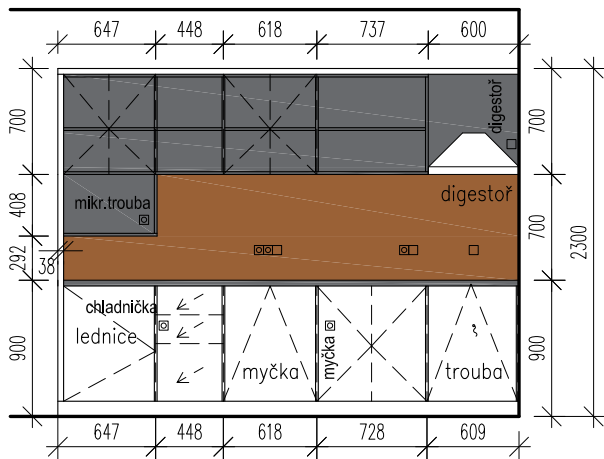 647 448 618 737 600
700
408
292
38
900
700
700
900
2300
digestoř
digestoř
mikr.trouba
chladnička
lednice
myčka
myčka
trouba
647 448 618 728 609